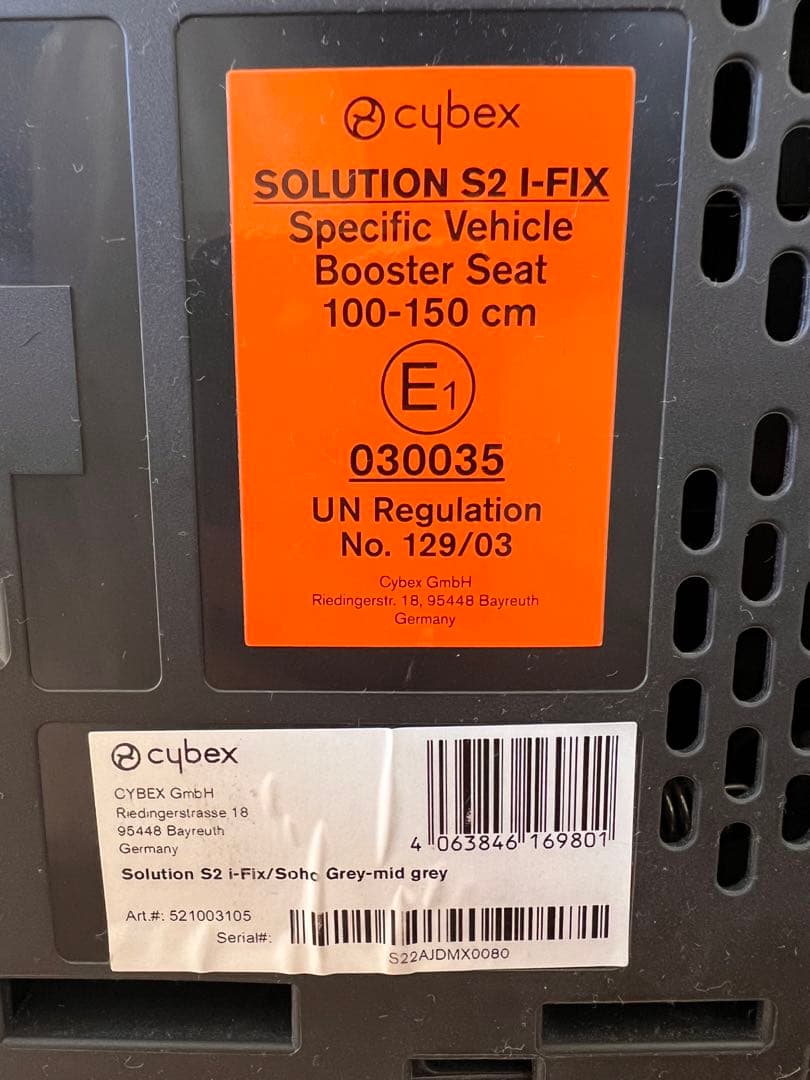 cybex
SOLUTION S2 I-FIX
Specific Vehicle
Booster Seat
100-150 cm
E1
030035
UN Regulation
No. 129/03
Cybex GmbH
Riedingerstr. 18, 95448 Bayreuth
Germany
cybex
CYBEX GmbH
Riedingerstrasse 18
95448 Bayreuth
Germany
4 063846 169801
Solution S2 i-Fix/Soho Grey-mid grey
Art.#: 521003105
Serial#:
S22AJDMX0080